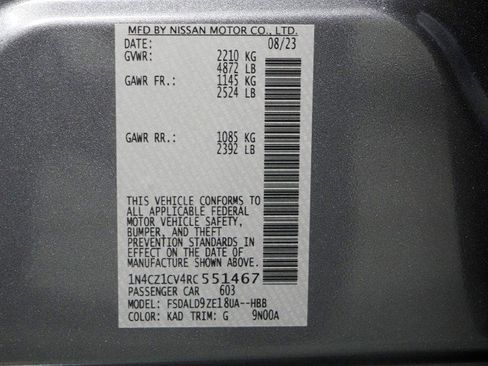 MFD BY NISSAN MOTOR CO., LTD.
DATE: 08/23
GVWR: 2210 KG
4872 LB
GAWR FR.: 1145 KG
2524 LB
GAWR RR.: 1085 KG
2392 LB
THIS VEHICLE CONFORMS TO
ALL APPLICABLE FEDERAL
MOTOR VEHICLE SAFETY,
BUMPER, AND THEFT
PREVENTION STANDARDS IN
EFFECT ON THE DATE OF
MANUFACTURE SHOWN ABOVE.
1N4CZ1CV4RC551467
PASSENGER CAR 603
MODEL: FSDALD9ZE18UA--HBB
COLOR: KAD TRIM: G 9N00A